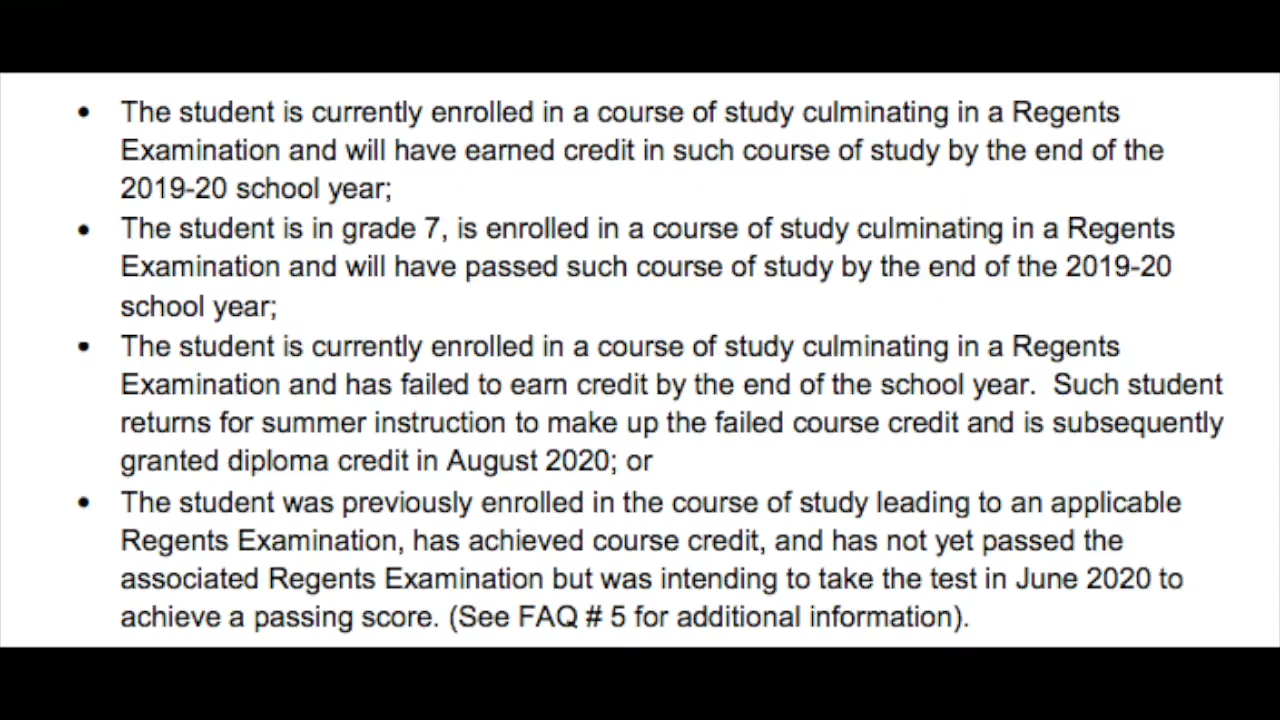 • The student is currently enrolled in a course of study culminating in a Regents
Examination and will have earned credit in such course of study by the end of the
2019-20 school year;
• The student is in grade 7, is enrolled in a course of study culminating in a Regents
Examination and will have passed such course of study by the end of the 2019-20
school year;
• The student is currently enrolled in a course of study culminating in a Regents
Examination and has failed to earn credit by the end of the school year.  Such student
returns for summer instruction to make up the failed course credit and is subsequently
granted diploma credit in August 2020; or
• The student was previously enrolled in the course of study leading to an applicable
Regents Examination, has achieved course credit, and has not yet passed the
associated Regents Examination but was intending to take the test in June 2020 to
achieve a passing score. (See FAQ # 5 for additional information).